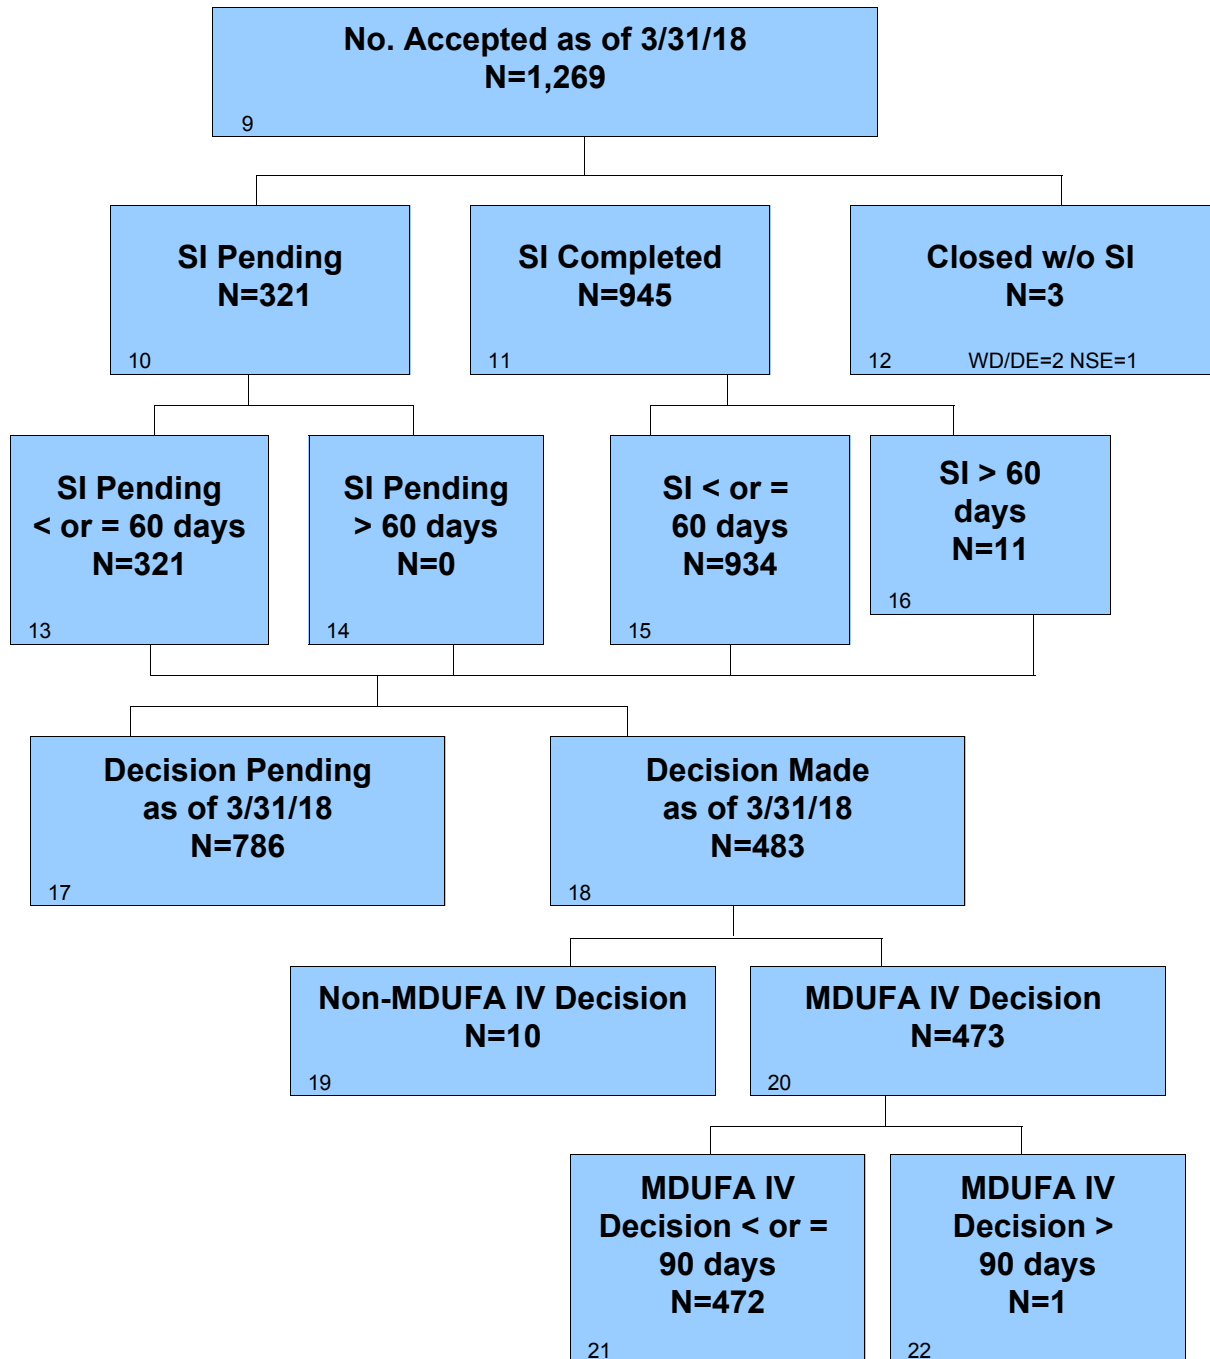 No. Accepted as of 3/31/18
N=1,269
9
SI Pending
N=321
10
SI Completed
N=945
11
Closed w/o SI
N=3
12 WD/DE=2 NSE=1
SI Pending
< or = 60 days
N=321
13
SI Pending
> 60 days
N=0
14
SI < or =
60 days
N=934
15
SI > 60
days
N=11
16
Decision Pending
as of 3/31/18
N=786
17
Decision Made
as of 3/31/18
N=483
18
Non-MDUFA IV Decision
N=10
19
MDUFA IV Decision
N=473
20
MDUFA IV
Decision < or =
90 days
N=472
21
MDUFA IV
Decision >
90 days
N=1
22